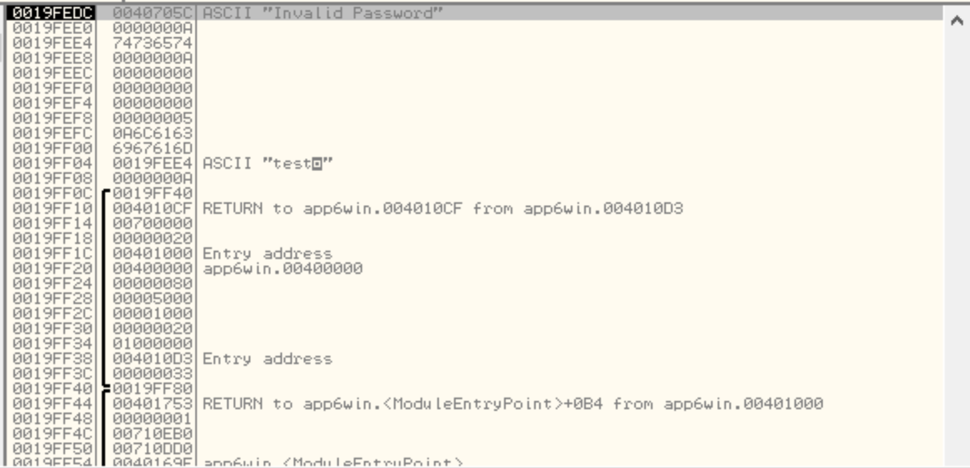 0019FEDC 0040705C ASCII "Invalid Password"
0019FEE0 0000000A
0019FEE4 74736574
0019FEE8 0000000A
0019FEEC 00000000
0019FEF0 00000000
0019FEF4 00000000
0019FEF8 00000005
0019FEFC 0A6C6163
0019FF00 6967616D
0019FF04 0019FEE4 ASCII "test◘"
0019FF08 0000000A
0019FF0C 0019FF40
0019FF10 004010CF RETURN to app6win.004010CF from app6win.004010D3
0019FF14 00700000
0019FF18 00000020
0019FF1C 00401000 Entry address
0019FF20 00400000 app6win.00400000
0019FF24 00000080
0019FF28 00005000
0019FF2C 00001000
0019FF30 00000020
0019FF34 01000000
0019FF38 004010D3 Entry address
0019FF3C 00000033
0019FF40 0019FF80
0019FF44 00401753 RETURN to app6win.<ModuleEntryPoint>+0B4 from app6win.00401000
0019FF48 00000001
0019FF4C 00710EB0
0019FF50 00710DD0
0019FF54 0040169F app6win.<ModuleEntryPoint>